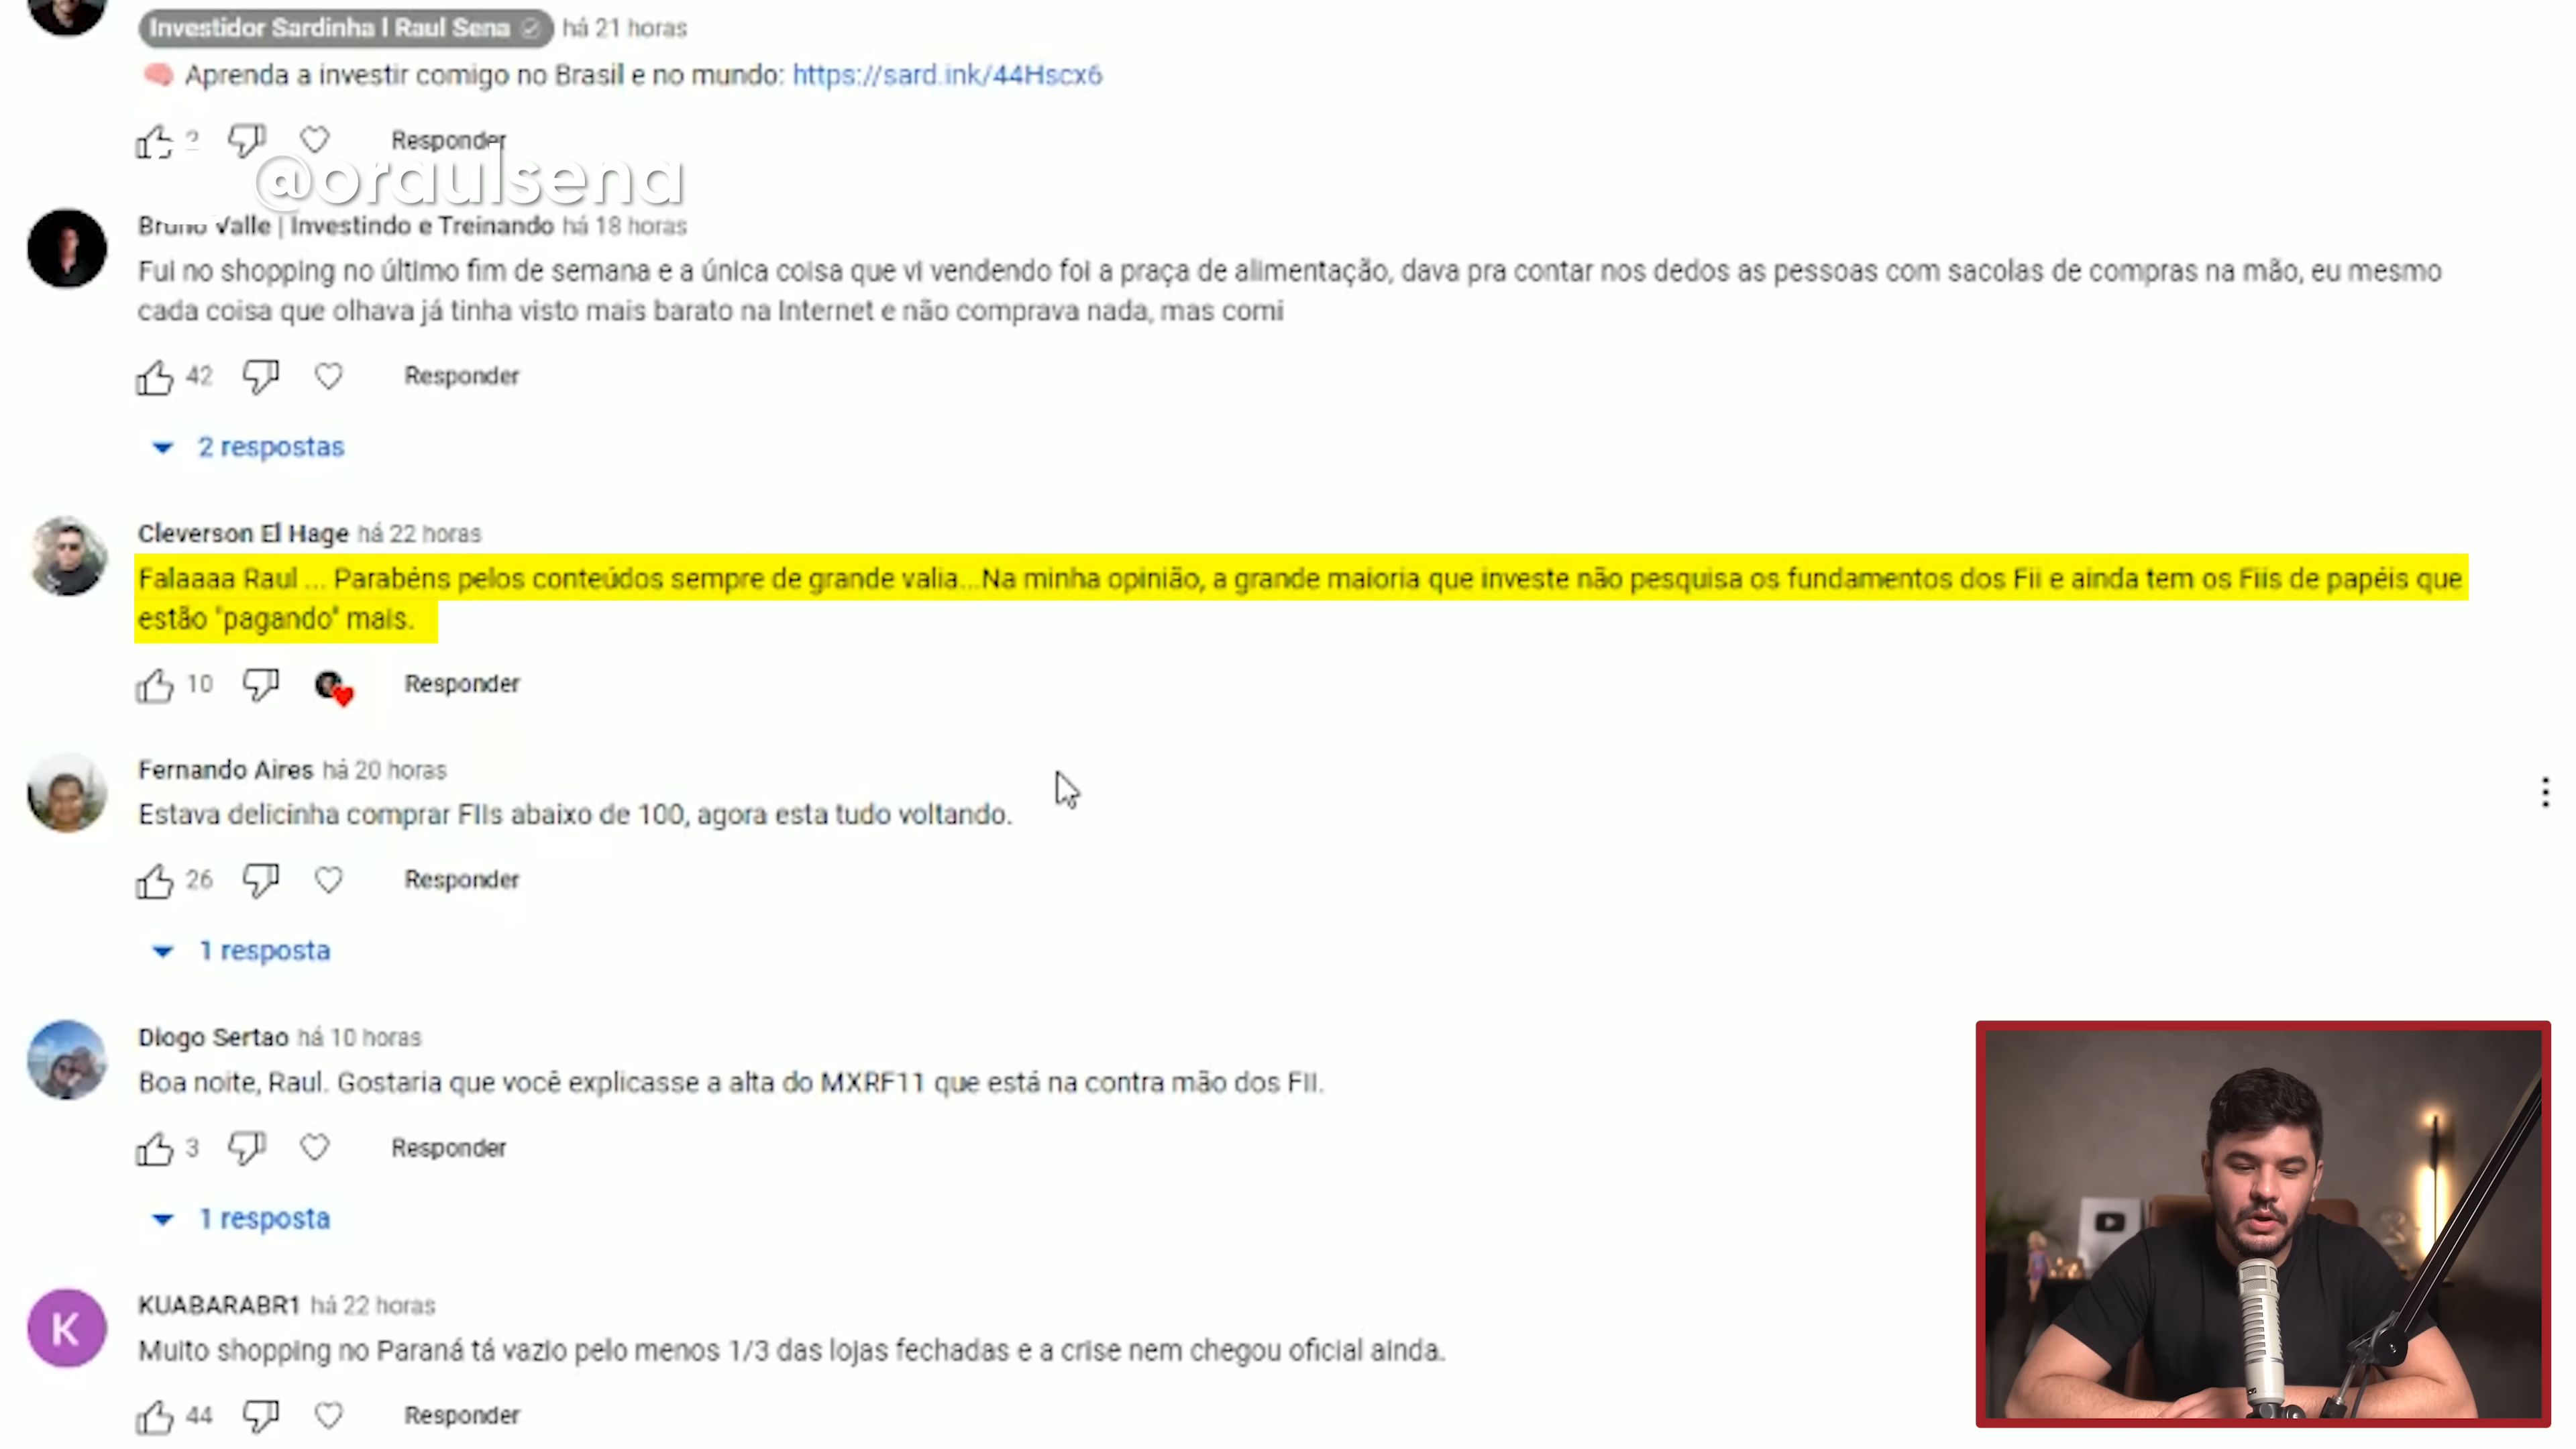 Investidor Sardinha | Raul Sena há 21 horas
Aprenda a investir comigo no Brasil e no mundo: https://sard.ink/44Hscx6
2 Responder
@oraulsena
Bruno Valle | Investindo e Treinando há 18 horas
Fui no shopping no último fim de semana e a única coisa que vi vendendo foi a praça de alimentação, dava pra contar nos dedos as pessoas com sacolas de compras na mão, eu mesmo
cada coisa que olhava já tinha visto mais barato na Internet e não comprava nada, mas comi
42 Responder
2 respostas
Cleverson El Hage há 22 horas
Falaaaa Raul ... Parabéns pelos conteúdos sempre de grande valia...Na minha opinião, a grande maioria que investe não pesquisa os fundamentos dos Fii e ainda tem os Fiis de papéis que
estão "pagando" mais.
10 Responder
Fernando Aires há 20 horas
Estava delicinha comprar FIIs abaixo de 100, agora esta tudo voltando.
26 Responder
1 resposta
Diogo Sertao há 10 horas
Boa noite, Raul. Gostaria que você explicasse a alta do MXRF11 que está na contra mão dos FII.
3 Responder
1 resposta
K
KUABARABR1 há 22 horas
Muito shopping no Paraná tá vazio pelo menos 1/3 das lojas fechadas e a crise nem chegou oficial ainda.
44 Responder